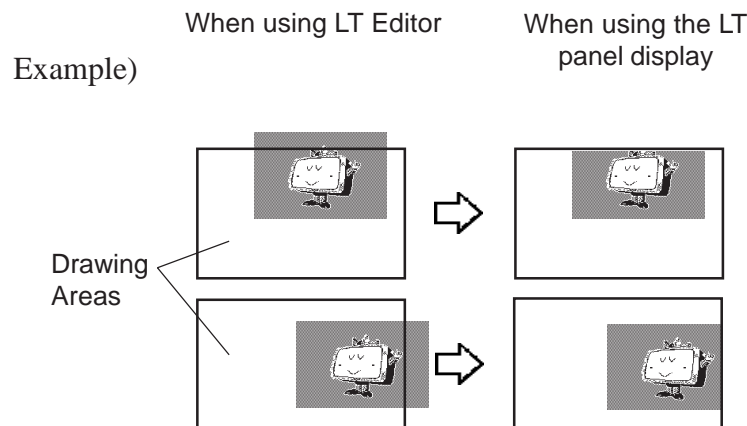 When using LT Editor
When using the LT
panel display
Example)
Drawing
Areas